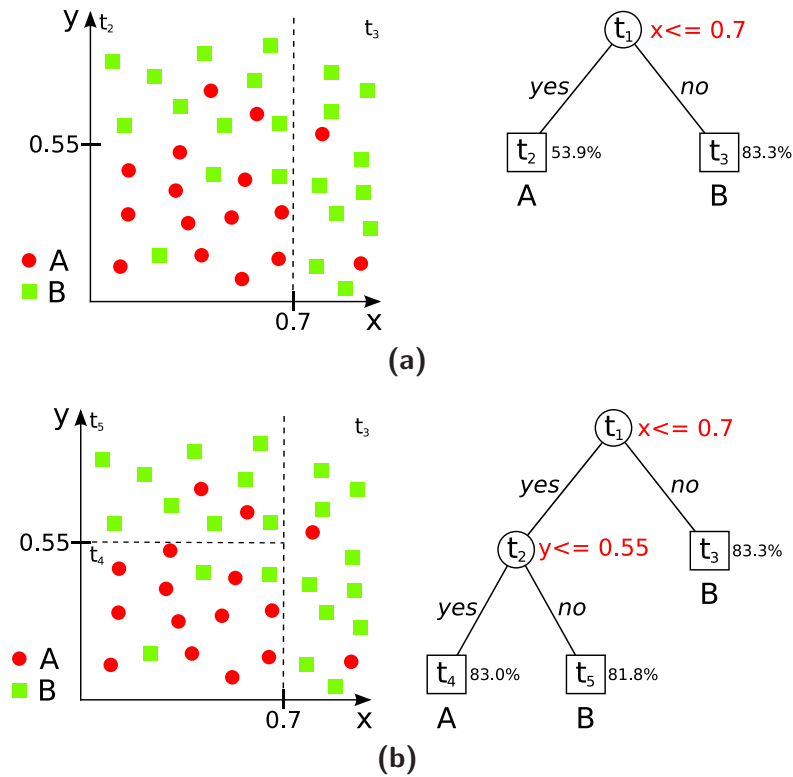 y t₂ t₃
0.55
A
B
0.7
x
t₁ x<= 0.7
yes no
t₂ 53.9% t₃ 83.3%
A B
(a)
y t₅ t₃
0.55
t₄
A
B
0.7
x
t₁ x<= 0.7
yes no
t₂ y<= 0.55 t₃ 83.3%
B
yes no
t₄ 83.0% t₅ 81.8%
A B
(b)